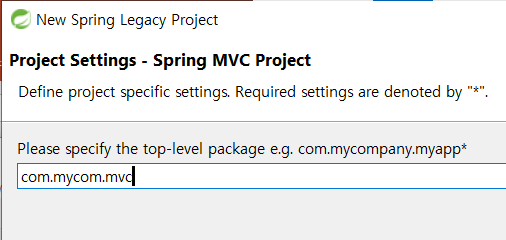 New Spring Legacy Project
Project Settings - Spring MVC Project
Define project specific settings. Required settings are denoted by "*".
Please specify the top-level package e.g. com.mycompany.myapp*
com.mycom.mvc